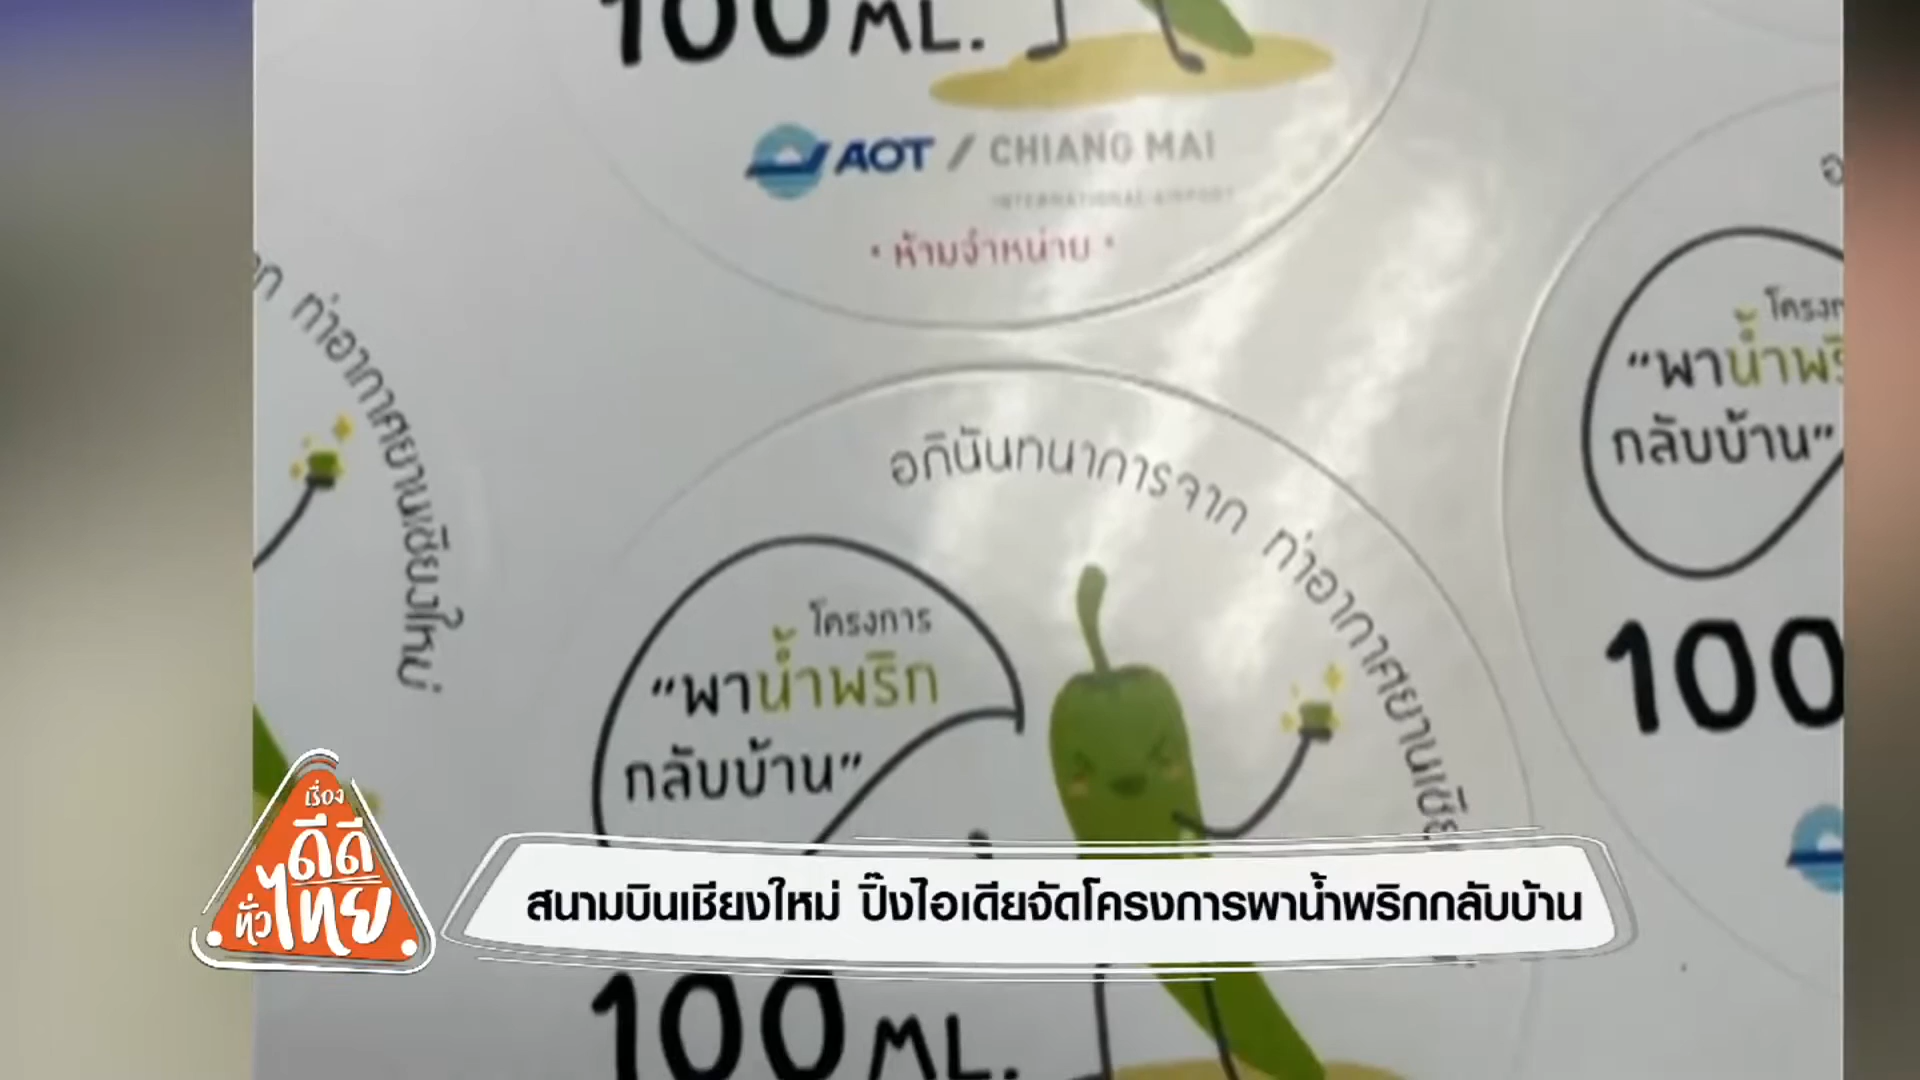 100 ML.
AOT / CHIANG MAI
INTERNATIONAL AIRPORT
• ห้ามจำหน่าย •
ท่าอากาศยานเชียงใหม่
อภินันทนาการจาก ท่าอากาศยานเชีย
โครงการ
“พาน้ำพริก
กลับบ้าน”
100 ML.
“พาน้ำพริ
กลับบ้าน”
100
เรื่อง
ดีดี
ทั่วไทย
สนามบินเชียงใหม่ ปิ๊งไอเดียจัดโครงการพาน้ำพริกกลับบ้าน